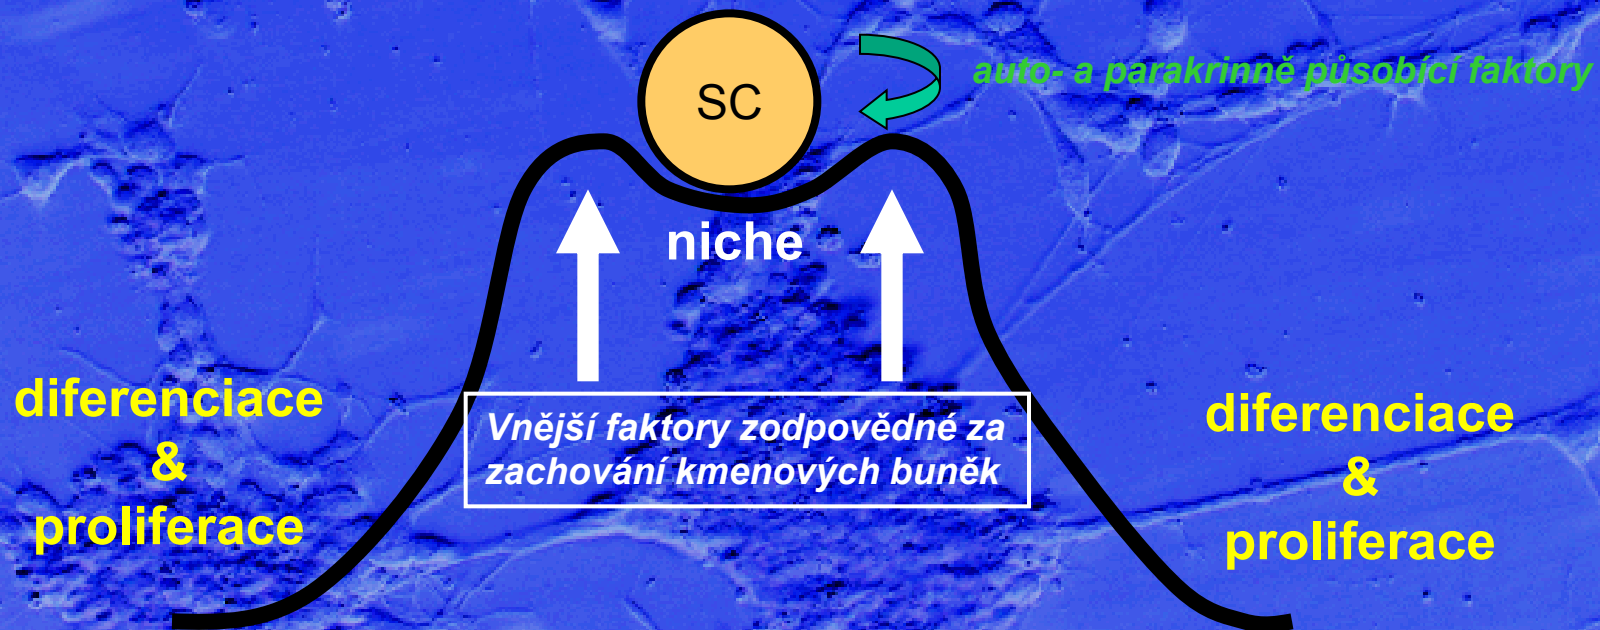 SC
auto- a parakrinně působící faktory
niche
diferenciace
&
proliferace
Vnější faktory zodpovědné za
zachování kmenových buněk
diferenciace
&
proliferace